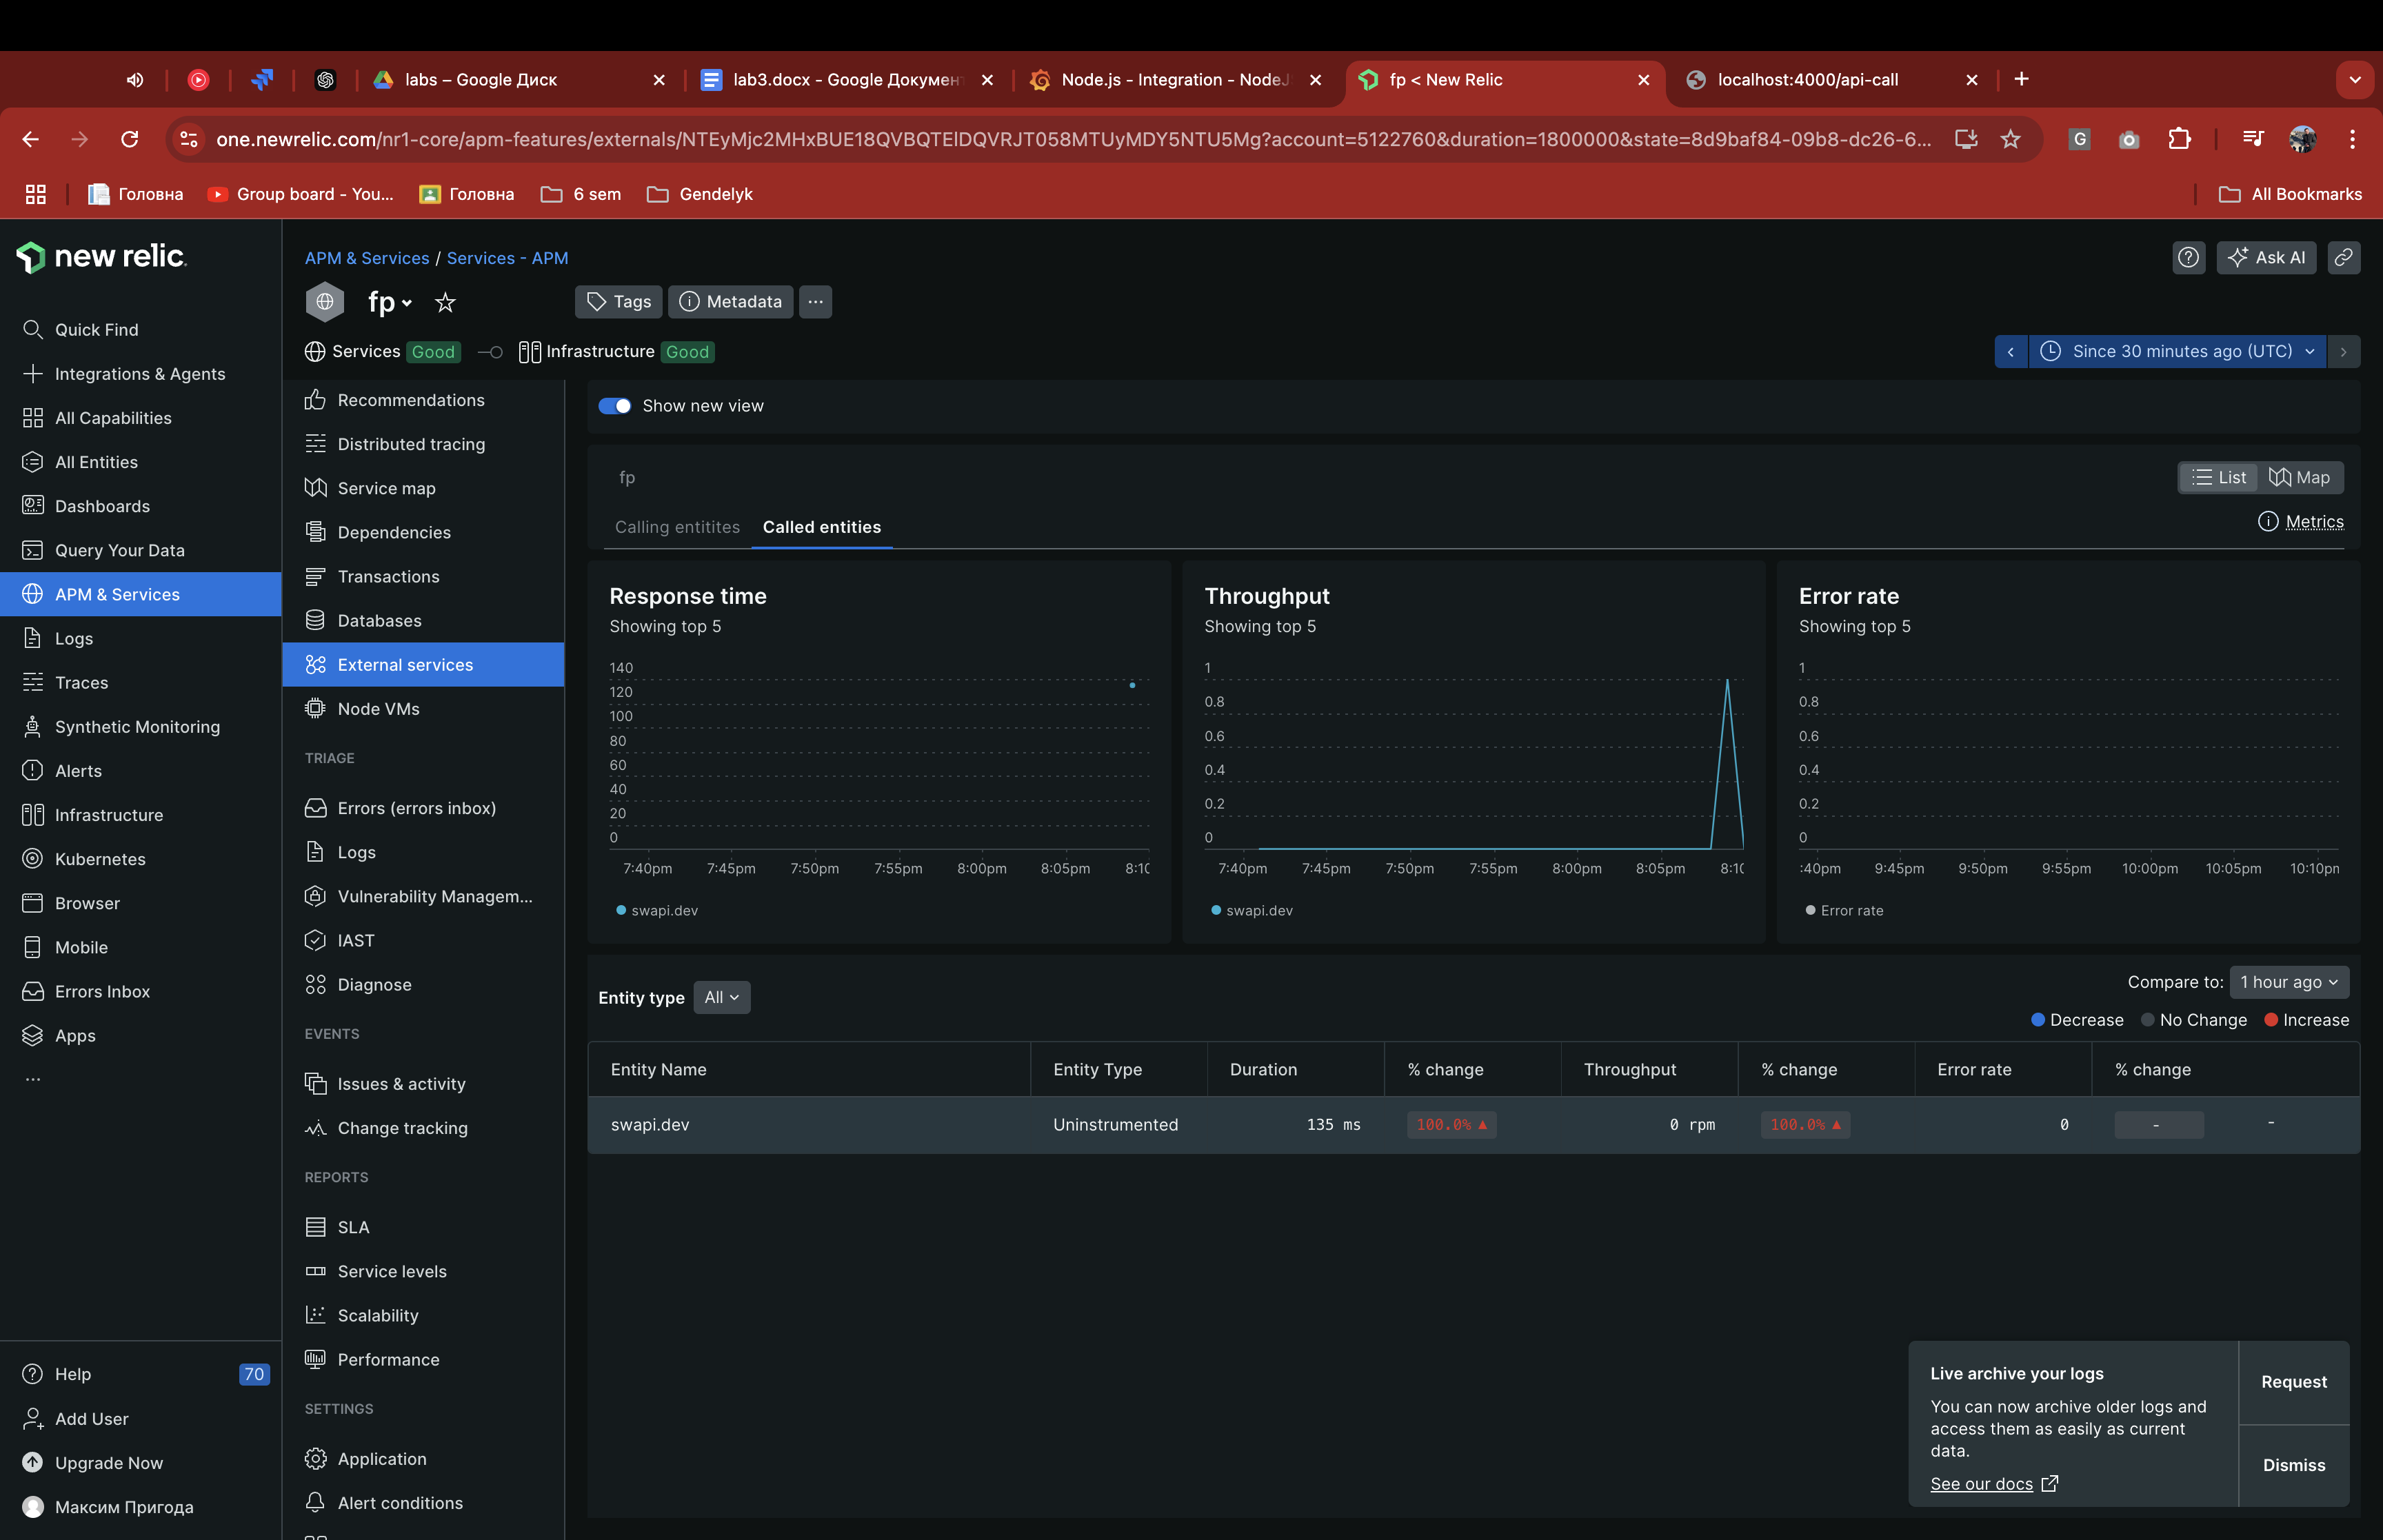 labs – Google Диск
lab3.docx - Google Документ
Node.js - Integration - NodeJ
fp < New Relic
localhost:4000/api-call
one.newrelic.com/nr1-core/apm-features/externals/NTEyMjc2MHxBUE18QVBQTElDQVRJT058MTUyMDY5NTU5Mg?account=5122760&duration=1800000&state=8d9baf84-09b8-dc26-6...
G
Головна
Group board - You...
Головна
6 sem
Gendelyk
All Bookmarks
new relic.
Quick Find
Integrations & Agents
All Capabilities
All Entities
Dashboards
Query Your Data
APM & Services
Logs
Traces
Synthetic Monitoring
Alerts
Infrastructure
Kubernetes
Browser
Mobile
Errors Inbox
Apps
...
Help 70
Add User
Upgrade Now
Максим Пригода
APM & Services / Services - APM
Ask AI
fp
Tags
Metadata
...
Services Good
Infrastructure Good
Since 30 minutes ago (UTC)
Recommendations
Distributed tracing
Service map
Dependencies
Transactions
Databases
External services
Node VMs
TRIAGE
Errors (errors inbox)
Logs
Vulnerability Managem...
IAST
Diagnose
EVENTS
Issues & activity
Change tracking
REPORTS
SLA
Service levels
Scalability
Performance
SETTINGS
Application
Alert conditions
Show new view
fp
List
Map
Calling entitites
Called entities
Metrics
Response time
Showing top 5
140
120
100
80
60
40
20
0
7:40pm 7:45pm 7:50pm 7:55pm 8:00pm 8:05pm 8:10
swapi.dev
Throughput
Showing top 5
1
0.8
0.6
0.4
0.2
0
7:40pm 7:45pm 7:50pm 7:55pm 8:00pm 8:05pm 8:10
swapi.dev
Error rate
Showing top 5
1
0.8
0.6
0.4
0.2
0
:40pm 9:45pm 9:50pm 9:55pm 10:00pm 10:05pm 10:10pm
Error rate
Entity type All
Compare to: 1 hour ago
Decrease No Change Increase
Entity Name Entity Type Duration % change Throughput % change Error rate % change
swapi.dev Uninstrumented 135 ms 100.0% ▲ 0 rpm 100.0% ▲ 0 - -
Live archive your logs
You can now archive older logs and
access them as easily as current
data.
See our docs
Request
Dismiss